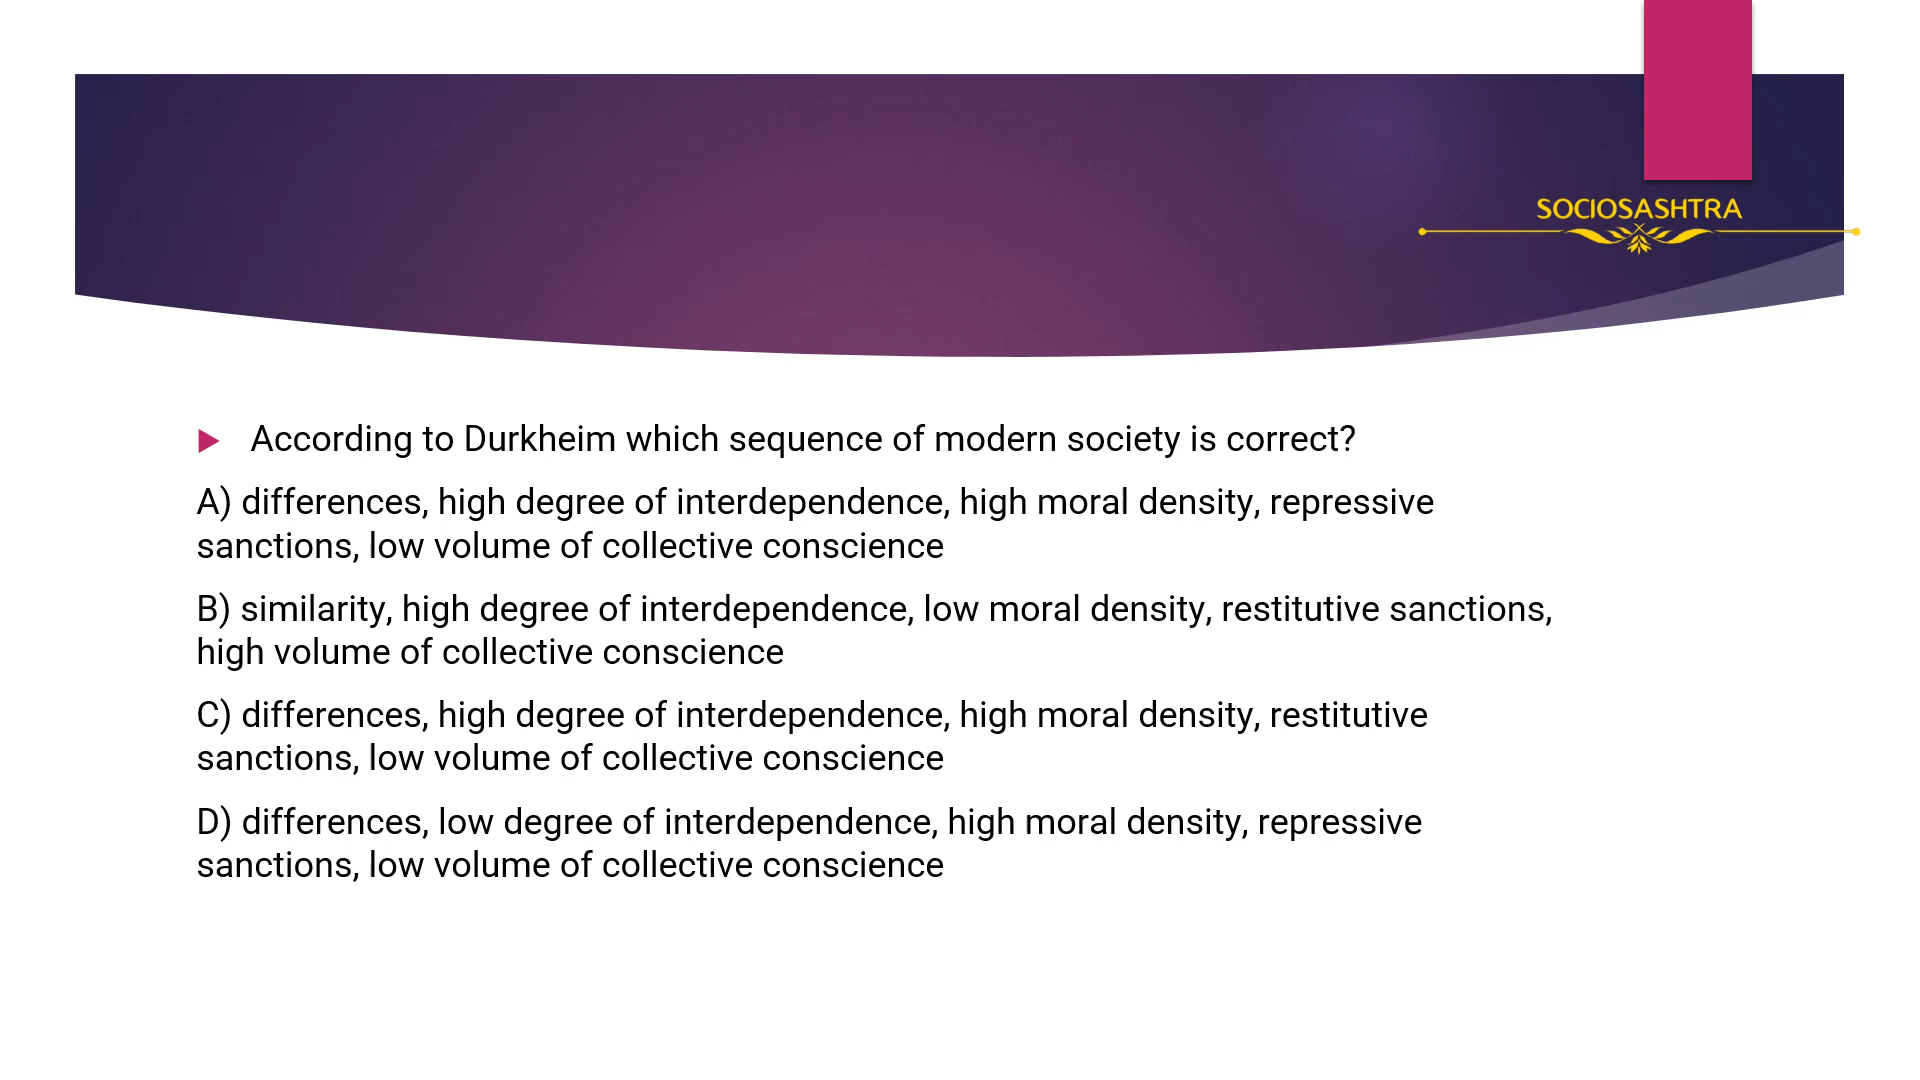 SOCIOSASHTRA
According to Durkheim which sequence of modern society is correct?
A) differences, high degree of interdependence, high moral density, repressive
sanctions, low volume of collective conscience
B) similarity, high degree of interdependence, low moral density, restitutive sanctions,
high volume of collective conscience
C) differences, high degree of interdependence, high moral density, restitutive
sanctions, low volume of collective conscience
D) differences, low degree of interdependence, high moral density, repressive
sanctions, low volume of collective conscience